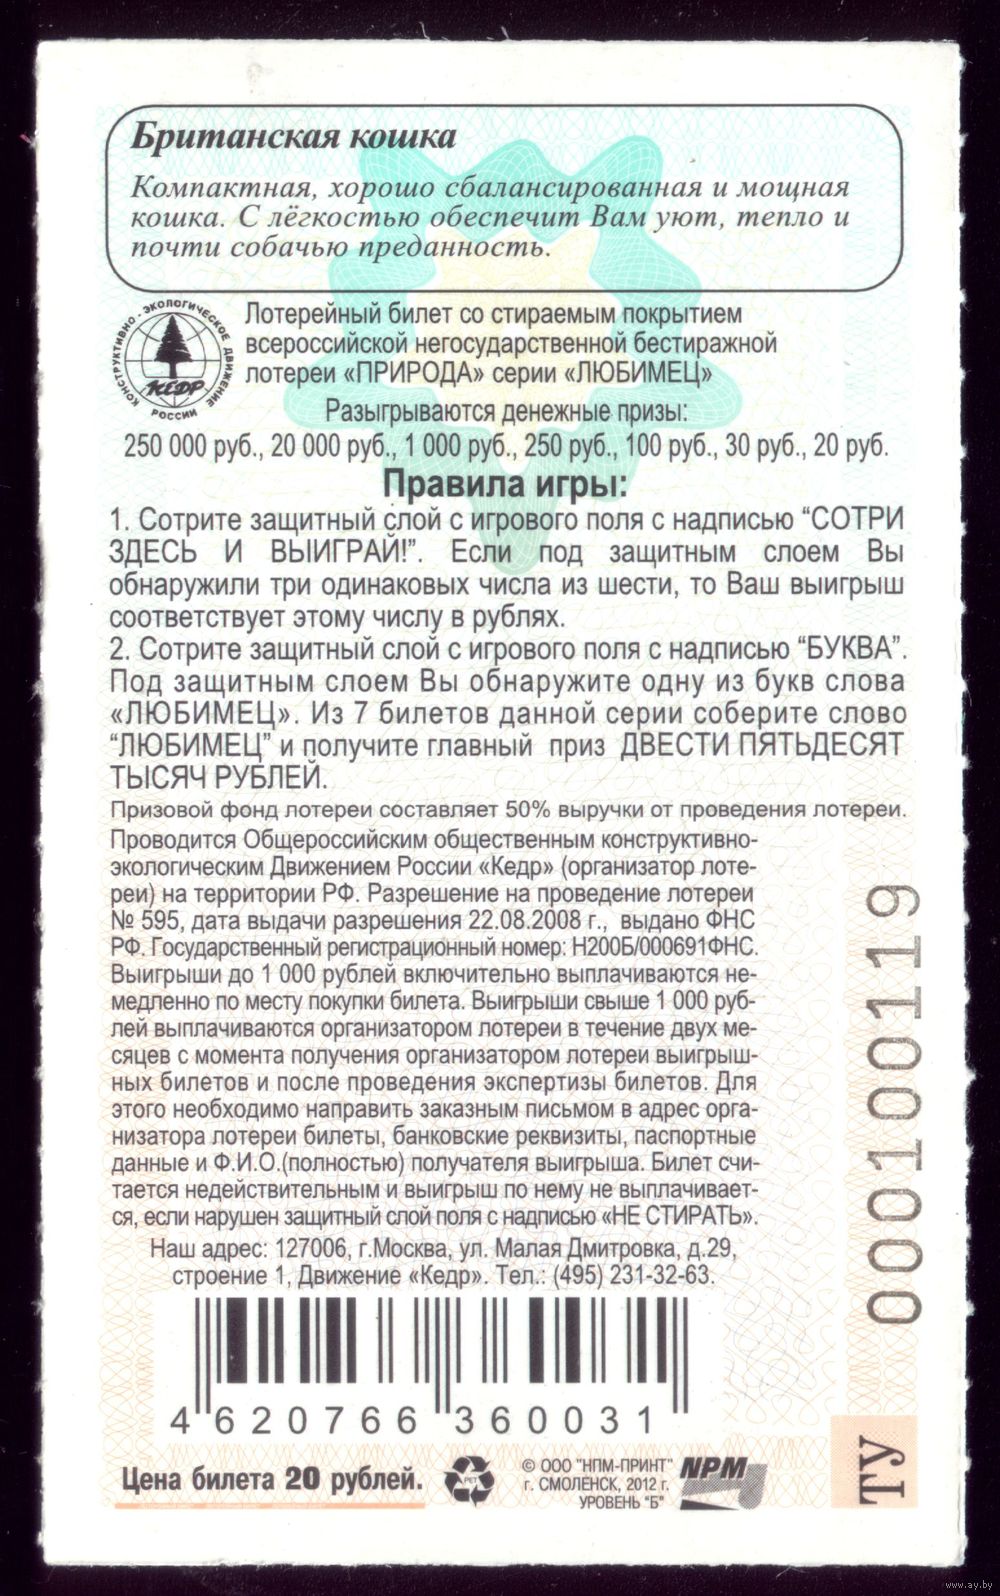 Британская кошка
Компактная, хорошо сбалансированная и мощная
кошка. С лёгкостью обеспечит Вам уют, тепло и
почти собачью преданность.
КОНСТРУКТИВНО-ЭКОЛОГИЧЕСКОЕ ДВИЖЕНИЕ
КЕДР
РОССИИ
Лотерейный билет со стираемым покрытием
всероссийской негосударственной бестиражной
лотереи «ПРИРОДА» серии «ЛЮБИМЕЦ»
Разыгрываются денежные призы:
250 000 руб., 20 000 руб., 1 000 руб., 250 руб., 100 руб., 30 руб., 20 руб.
Правила игры:
1. Сотрите защитный слой с игрового поля с надписью “СОТРИ
ЗДЕСЬ И ВЫИГРАЙ!”. Если под защитным слоем Вы
обнаружили три одинаковых числа из шести, то Ваш выигрыш
соответствует этому числу в рублях.
2. Сотрите защитный слой с игрового поля с надписью “БУКВА”.
Под защитным слоем Вы обнаружите одну из букв слова
«ЛЮБИМЕЦ». Из 7 билетов данной серии соберите слово
“ЛЮБИМЕЦ” и получите главный приз ДВЕСТИ ПЯТЬДЕСЯТ
ТЫСЯЧ РУБЛЕЙ.
Призовой фонд лотереи составляет 50% выручки от проведения лотереи.
Проводится Общероссийским общественным конструктивно-
экологическим Движением России «Кедр» (организатор лоте-
реи) на территории РФ. Разрешение на проведение лотереи
№ 595, дата выдачи разрешения 22.08.2008 г., выдано ФНС
РФ. Государственный регистрационный номер: Н200Б/000691ФНС.
Выигрыши до 1 000 рублей включительно выплачиваются не-
медленно по месту покупки билета. Выигрыши свыше 1 000 руб-
лей выплачиваются организатором лотереи в течение двух ме-
сяцев с момента получения организатором лотереи выигрыш-
ных билетов и после проведения экспертизы билетов. Для
этого необходимо направить заказным письмом в адрес орга-
низатора лотереи билеты, банковские реквизиты, паспортные
данные и Ф.И.О.(полностью) получателя выигрыша. Билет счи-
тается недействительным и выигрыш по нему не выплачивает-
ся, если нарушен защитный слой поля с надписью «НЕ СТИРАТЬ».
Наш адрес: 127006, г.Москва, ул. Малая Дмитровка, д.29,
строение 1, Движение «Кедр». Тел.: (495) 231-32-63.
4 620766 360031
000100119
ТУ
Цена билета 20 рублей.
PET
© ООО "НПМ-ПРИНТ"
г. СМОЛЕНСК, 2012 г.
УРОВЕНЬ "Б"
NPM
www.ay.by